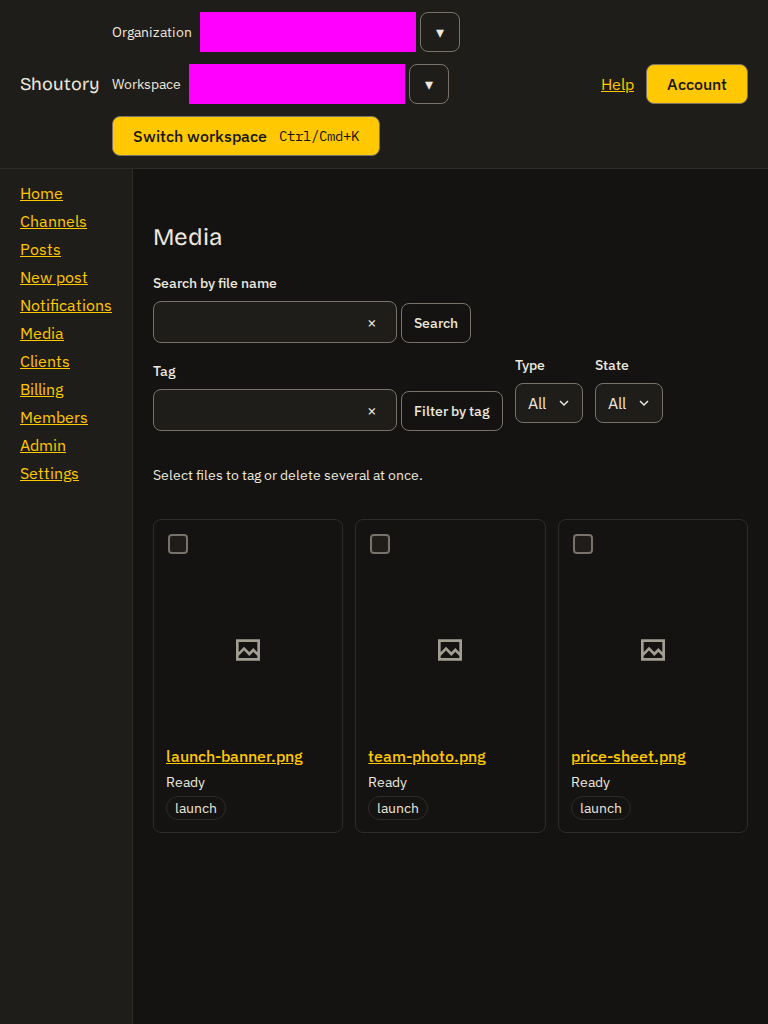 Organization
▼
Shoutory
Workspace
▼
Help
Account
Switch workspace Ctrl/Cmd+K
Home
Channels
Posts
New post
Notifications
Media
Clients
Billing
Members
Admin
Settings
Media
Search by file name
×
Search
Tag
×
Filter by tag
Type
All
State
All
Select files to tag or delete several at once.
launch-banner.png
Ready
launch
team-photo.png
Ready
launch
price-sheet.png
Ready
launch